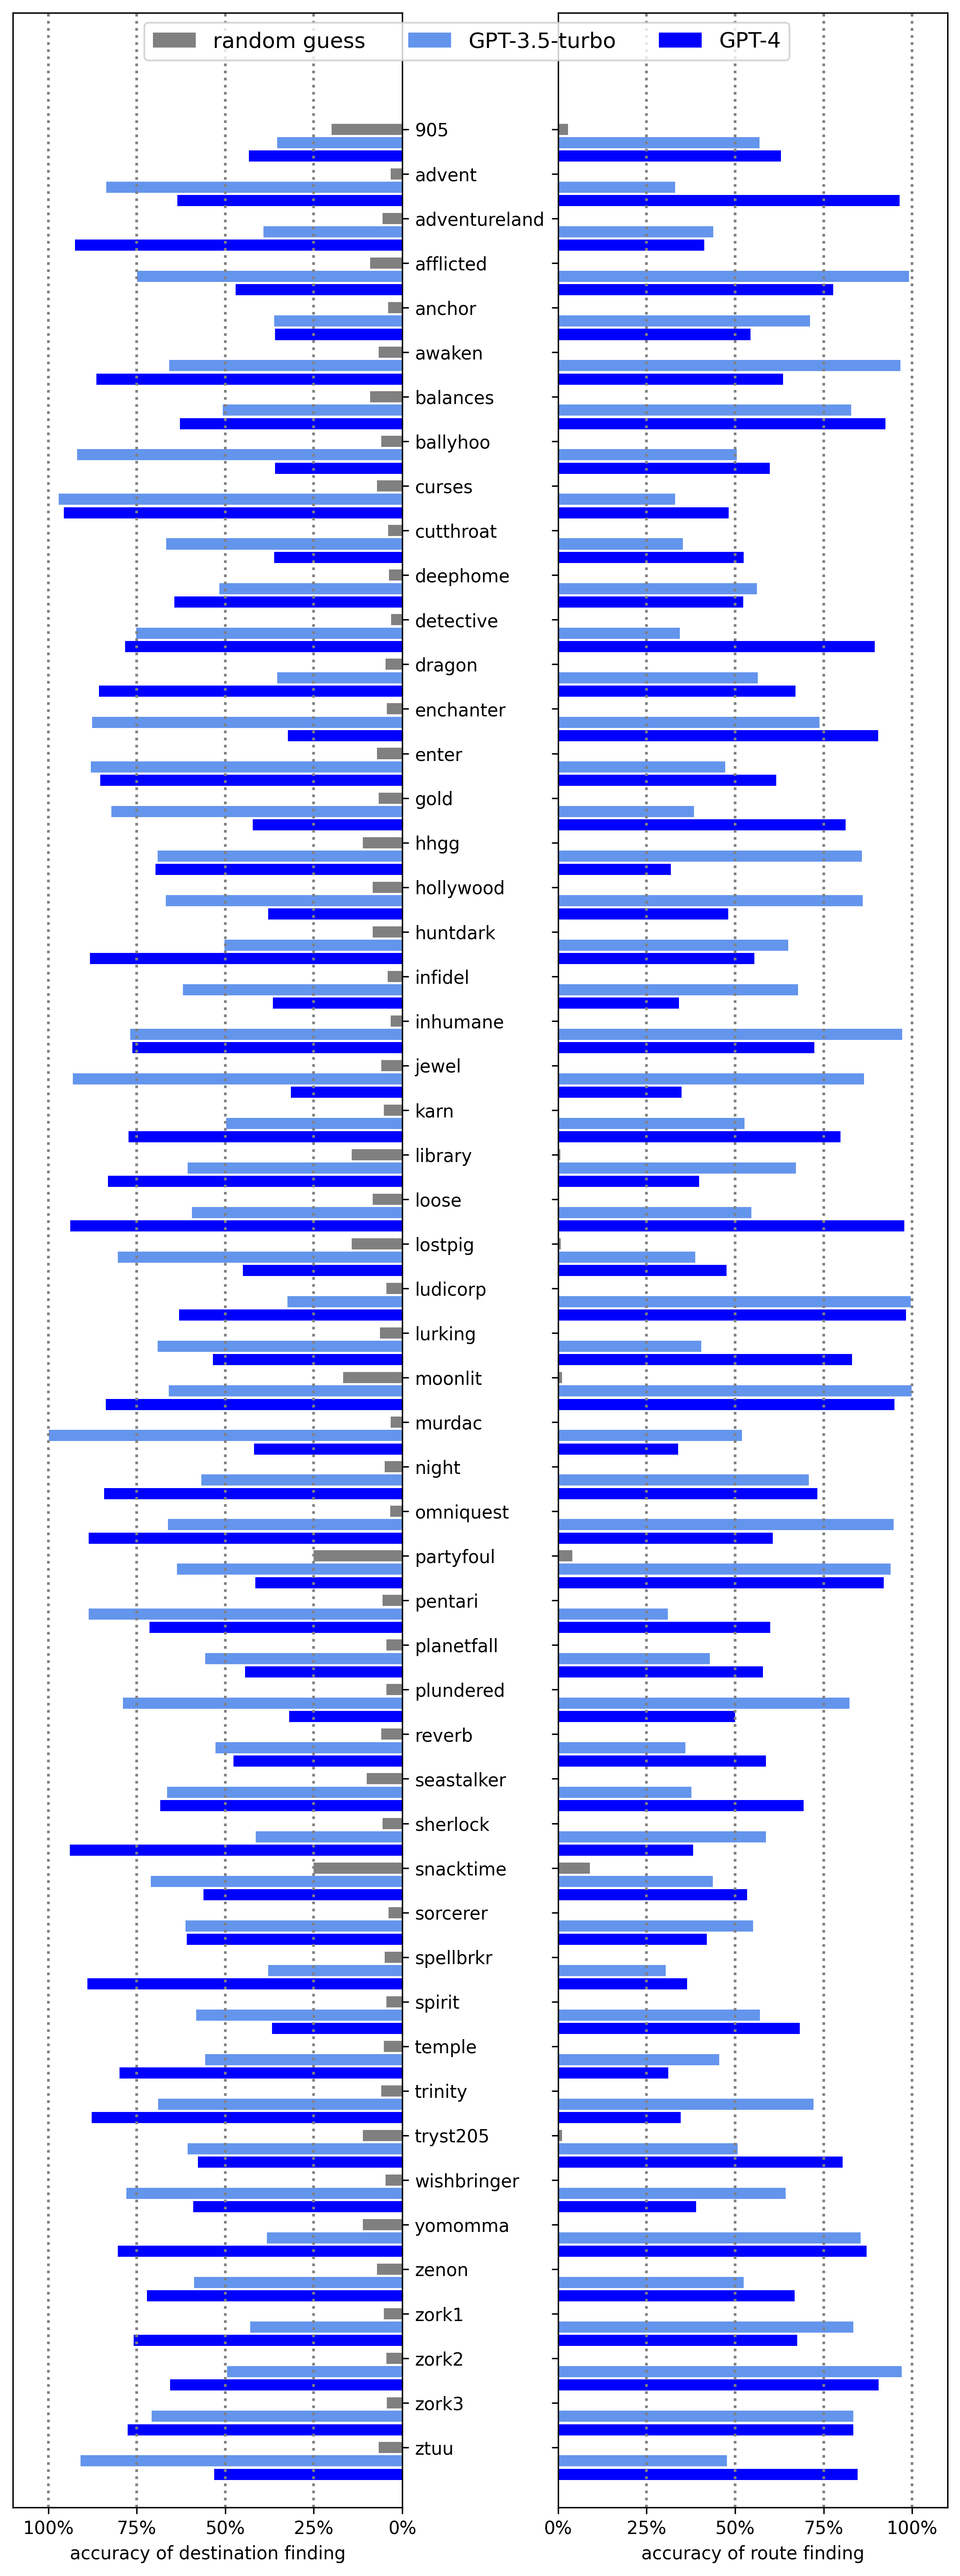 random guess GPT-3.5-turbo GPT-4
905
advent
adventureland
afflicted
anchor
awaken
balances
ballyhoo
curses
cutthroat
deephome
detective
dragon
enchanter
enter
gold
hhgg
hollywood
huntdark
infidel
inhumane
jewel
karn
library
loose
lostpig
ludicorp
lurking
moonlit
murdac
night
omniquest
partyfoul
pentari
planetfall
plundered
reverb
seastalker
sherlock
snacktime
sorcerer
spellbrkr
spirit
temple
trinity
tryst205
wishbringer
yomomma
zenon
zork1
zork2
zork3
ztuu
100% 75% 50% 25% 0% 0% 25% 50% 75% 100%
accuracy of destination finding accuracy of route finding